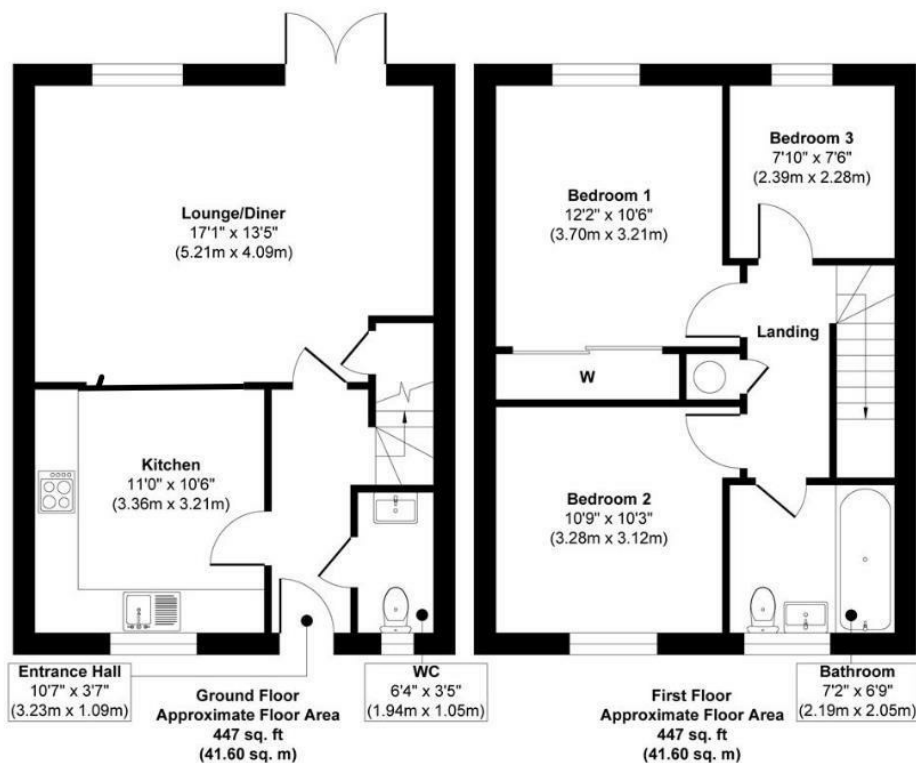 Lounge/Diner
17'1" x 13'5"
(5.21m x 4.09m)
Kitchen
11'0" x 10'6"
(3.36m x 3.21m)
Entrance Hall
10'7" x 3'7"
(3.23m x 1.09m)
WC
6'4" x 3'5"
(1.94m x 1.05m)
Ground Floor
Approximate Floor Area
447 sq. ft
(41.60 sq. m)
Bedroom 1
12'2" x 10'6"
(3.70m x 3.21m)
Bedroom 3
7'10" x 7'6"
(2.39m x 2.28m)
Landing
W
Bedroom 2
10'9" x 10'3"
(3.28m x 3.12m)
Bathroom
7'2" x 6'9"
(2.19m x 2.05m)
First Floor
Approximate Floor Area
447 sq. ft
(41.60 sq. m)